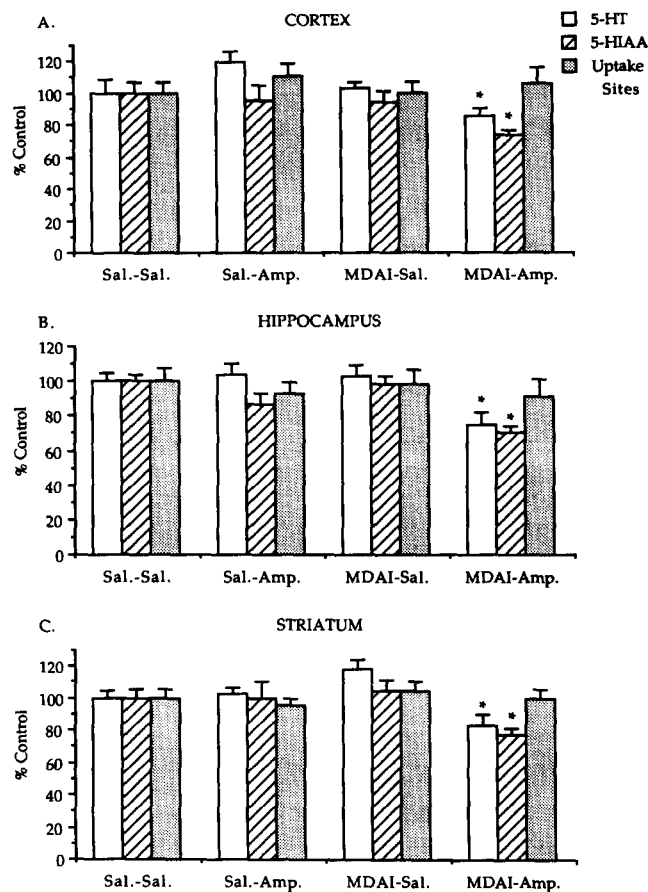 A. CORTEX
5-HT
5-HIAA
Uptake
Sites
% Control
120
100
80
60
40
20
0
* *
Sal.-Sal. Sal.-Amp. MDAI-Sal. MDAI-Amp.
B. HIPPOCAMPUS
% Control
120
100
80
60
40
20
0
* *
Sal.-Sal. Sal.-Amp. MDAI-Sal. MDAI-Amp.
C. STRIATUM
% Control
120
100
80
60
40
20
0
* *
Sal.-Sal. Sal.-Amp. MDAI-Sal. MDAI-Amp.